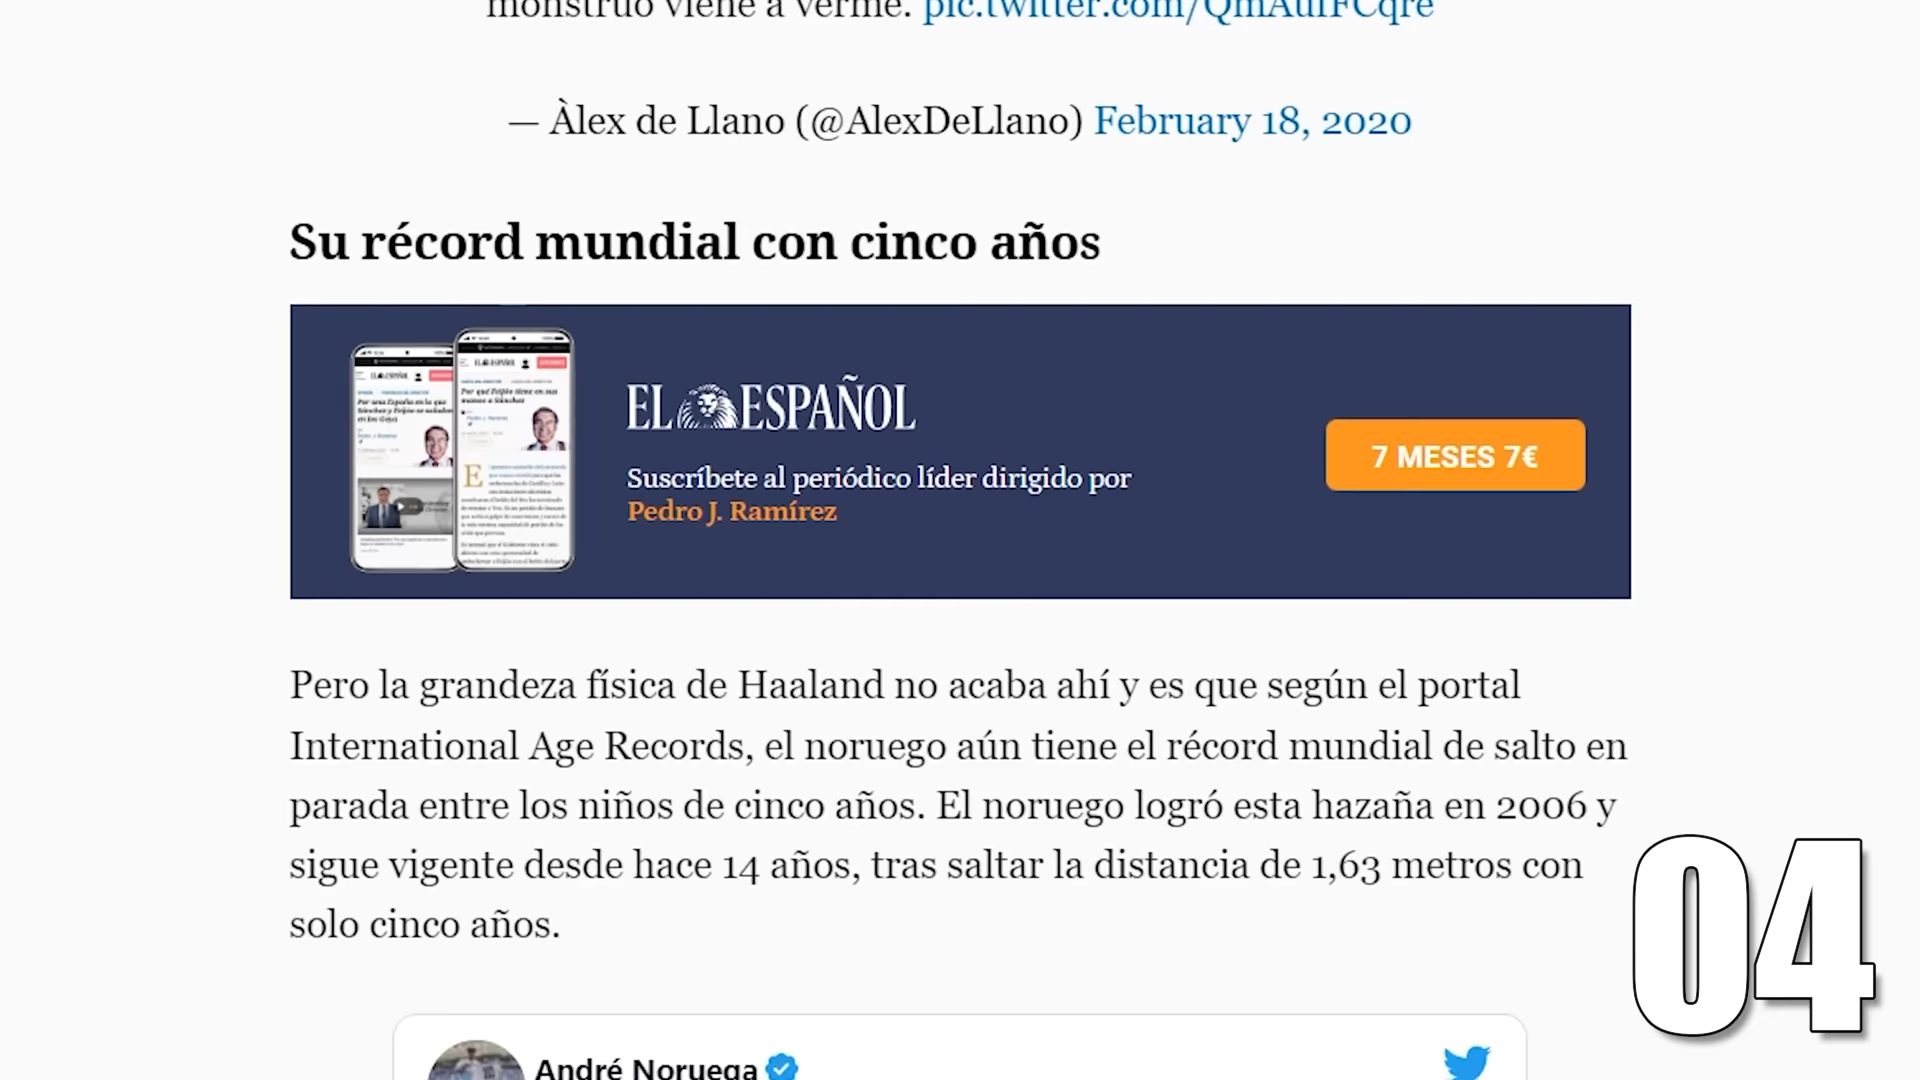 monstruo viene a verme. pic.twitter.com/QmAuIFCqre
— Àlex de Llano (@AlexDeLlano) February 18, 2020
Su récord mundial con cinco años
EL ESPAÑOL
Suscríbete al periódico líder dirigido por
Pedro J. Ramírez
7 MESES 7€
Pero la grandeza física de Haaland no acaba ahí y es que según el portal
International Age Records, el noruego aún tiene el récord mundial de salto en
parada entre los niños de cinco años. El noruego logró esta hazaña en 2006 y
sigue vigente desde hace 14 años, tras saltar la distancia de 1,63 metros con
solo cinco años.
04
André Noruega